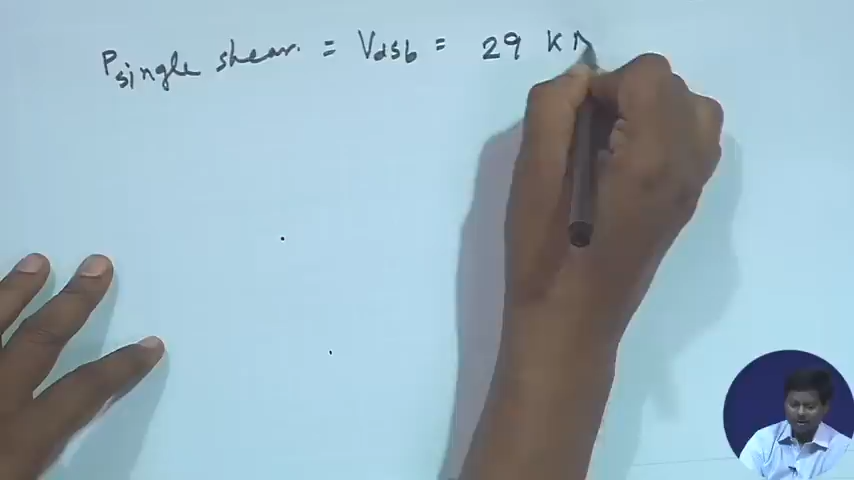 P single shear. = Vdsb = 29 KN